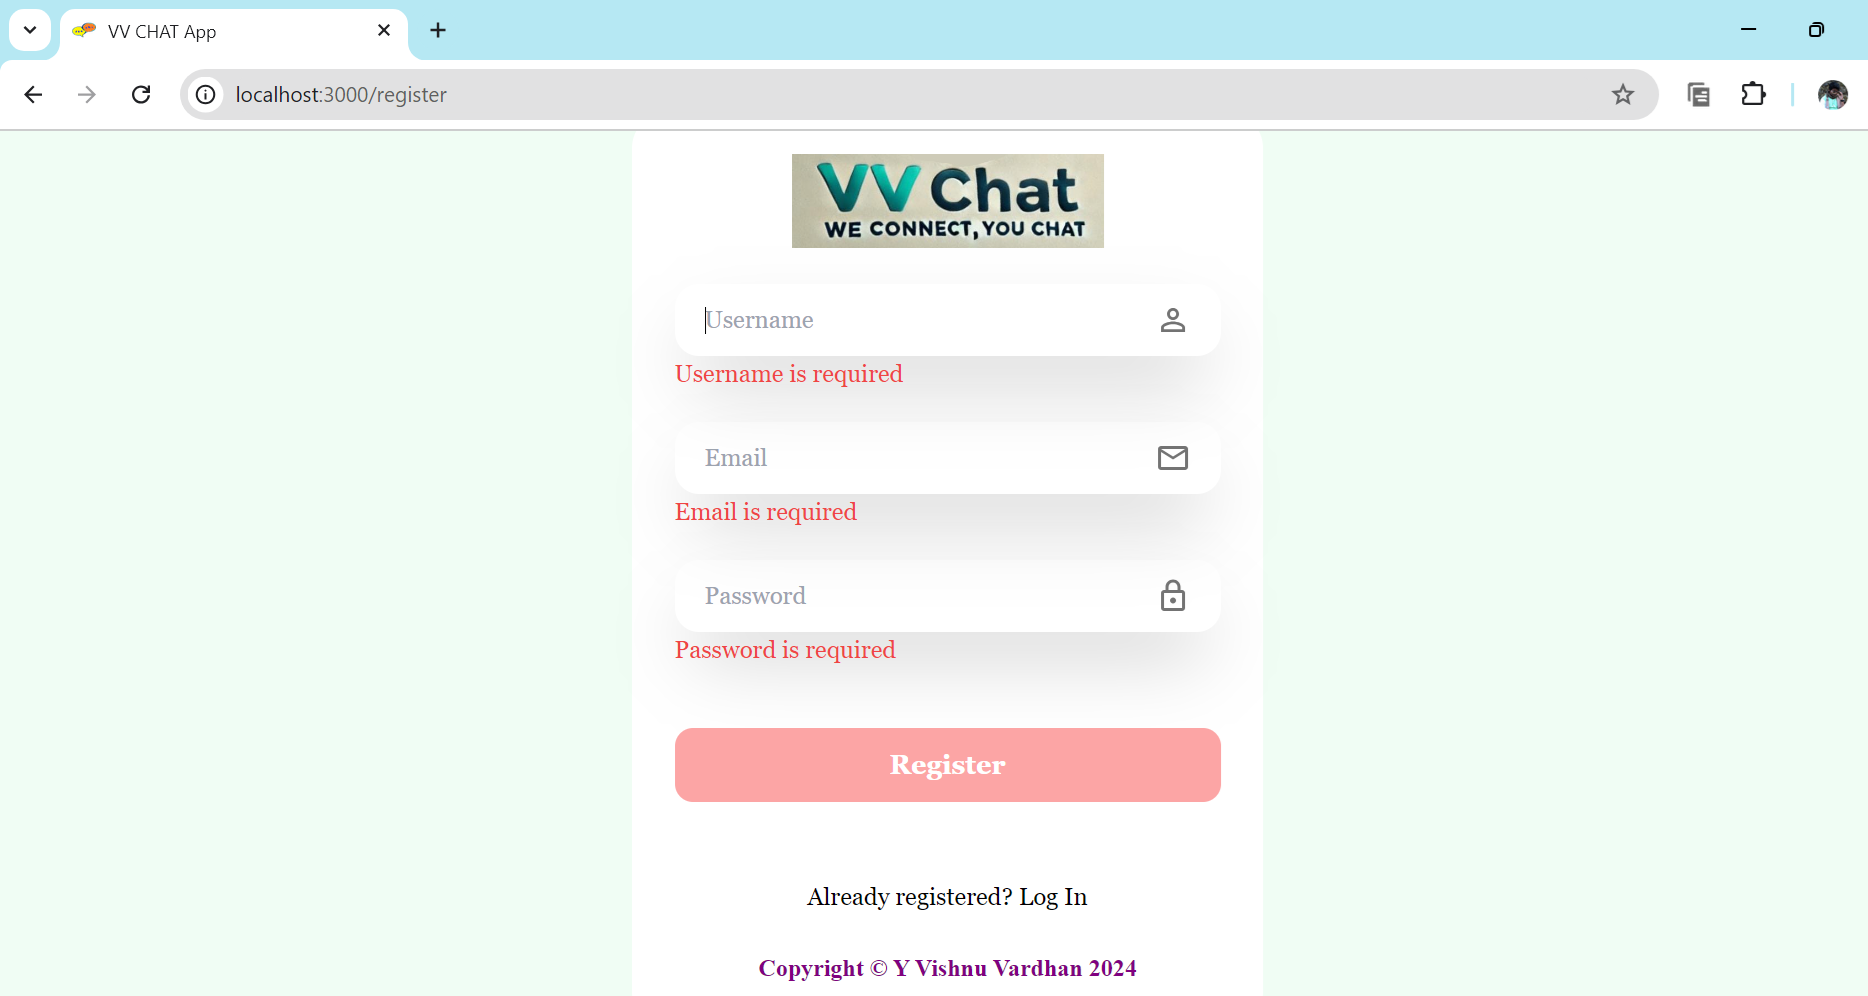 VV CHAT App
localhost:3000/register
VV Chat
WE CONNECT, YOU CHAT
Username
Username is required
Email
Email is required
Password
Password is required
Register
Already registered? Log In
Copyright © Y Vishnu Vardhan 2024